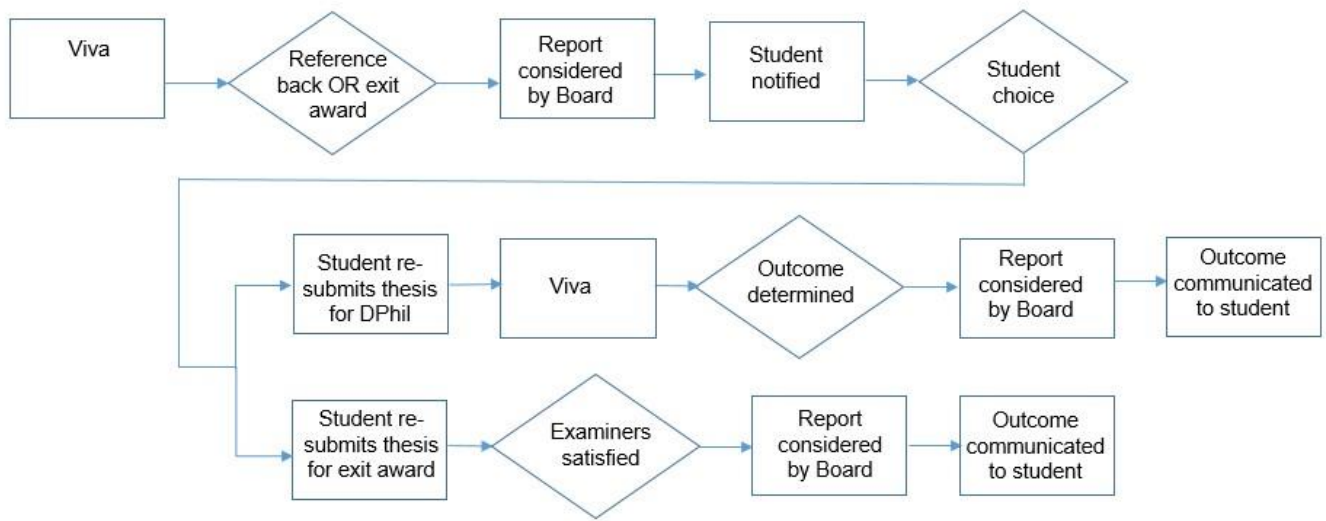 Viva
Reference
back OR exit
award
Report
considered
by Board
Student
notified
Student
choice
Student re-
submits thesis
for DPhil
Viva
Outcome
determined
Report
considered
by Board
Outcome
communicated
to student
Student re-
submits thesis
for exit award
Examiners
satisfied
Report
considered
by Board
Outcome
communicated
to student